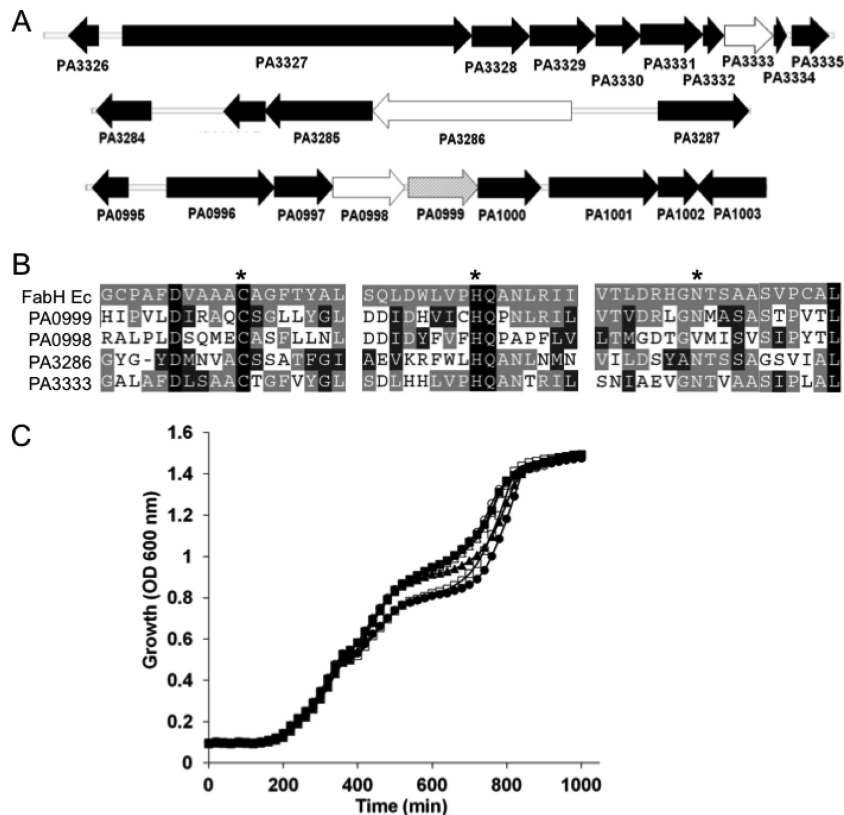 A
PA3326 PA3327 PA3328 PA3329 PA3330 PA3331 PA3332 PA3333 PA3334 PA3335
PA3284 PA3285 PA3286 PA3287
PA0995 PA0996 PA0997 PA0998 PA0999 PA1000 PA1001 PA1002 PA1003
B
* * *
FabH Ec GCPAFDVAAACAGFTYAL SQLDWLVPHQANLRII VTLDRHGNTSAASVPCAL
PA0999 HIPVLDIRAQCSGLLYGL DDIDHVICHQPNLRIL VTVDRLGNMASASTPVTL
PA0998 RALPLDSQMECASFLLNL DDIDYFVFHQPAPFLV LTMGDTGVMISVSIPYTL
PA3286 GYG-YDMNVACSSATFGI AEVKRFWLHQANLNMN VILDSYANTSSAGSVIAL
PA3333 GALAFDLSAACTGFVYGL SDLHHLVPHQANTRIL SNIAEVGNTVAASIPLAL
C
1.6
1.4
1.2
1
0.8
0.6
0.4
0.2
0
Growth (OD 600 nm)
0 200 400 600 800 1000
Time (min)